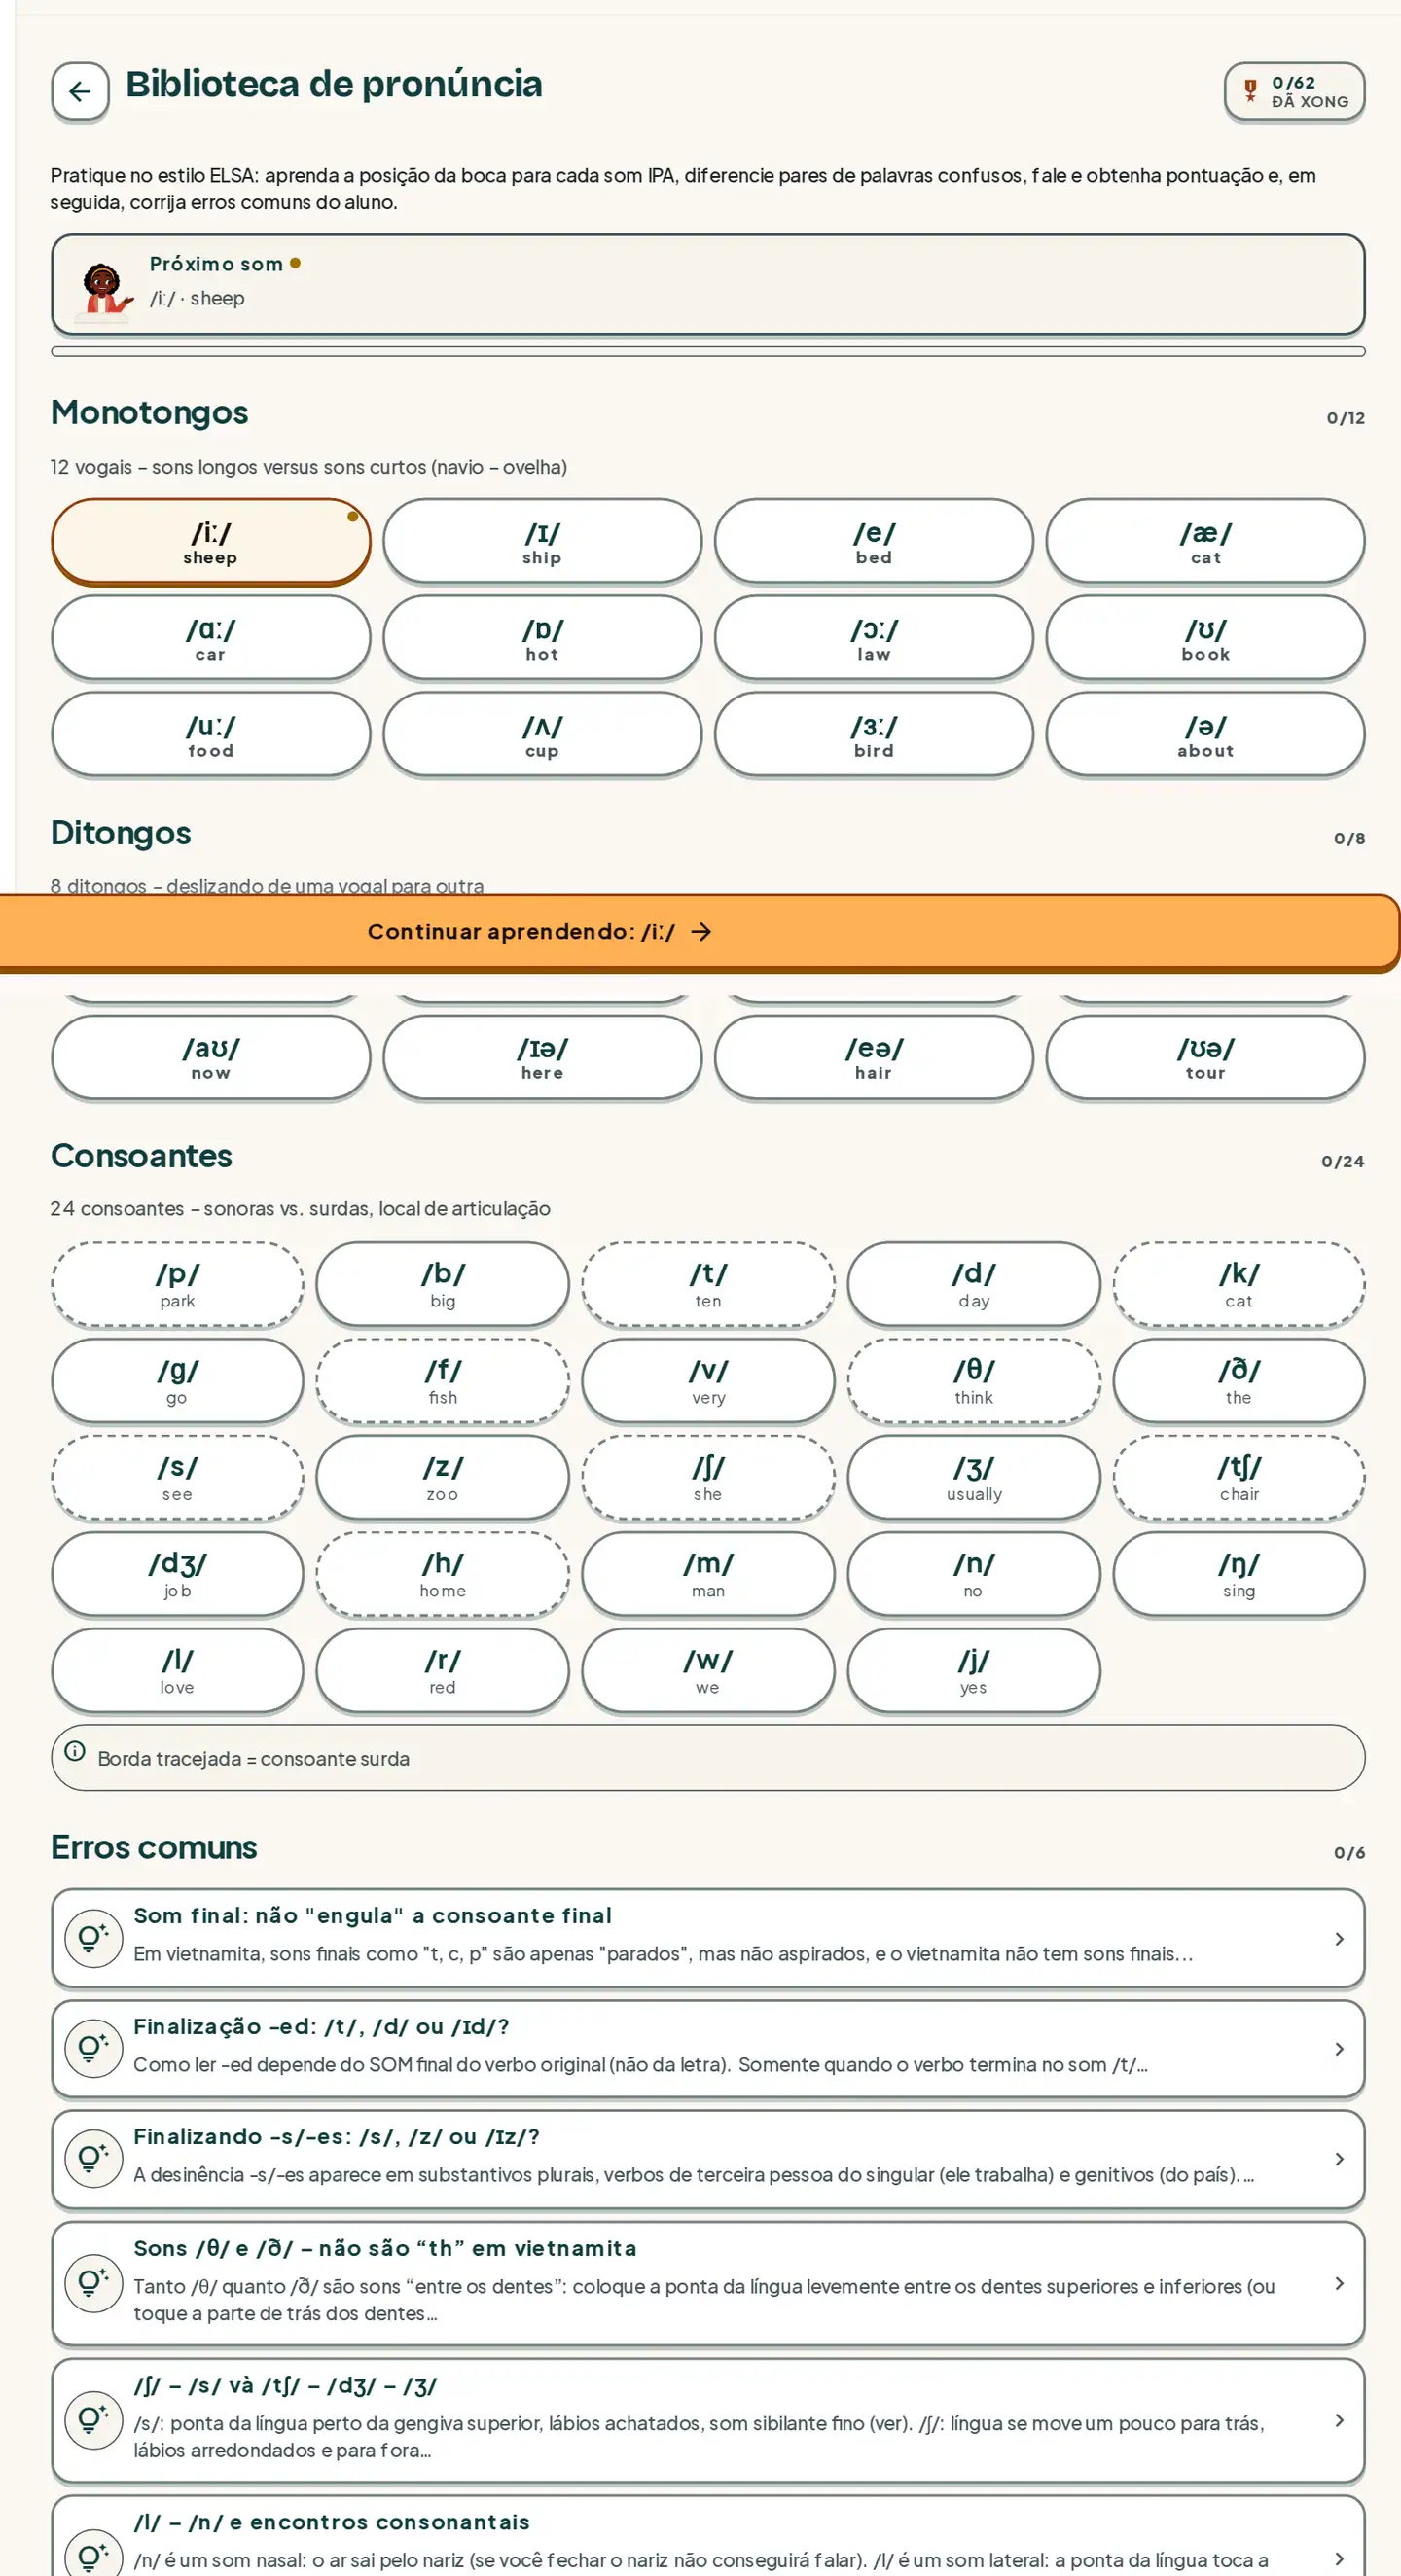 Biblioteca de pronúncia
0/62
ĐÃ XONG
Pratique no estilo ELSA: aprenda a posição da boca para cada som IPA, diferencie pares de palavras confusos, fale e obtenha pontuação e, em
seguida, corrija erros comuns do aluno.
Próximo som
/iː/ · sheep
Monotongos
0/12
12 vogais – sons longos versus sons curtos (navio – ovelha)
/iː/
sheep
/ɪ/
ship
/e/
bed
/æ/
cat
/ɑː/
car
/ɒ/
hot
/ɔː/
law
/ʊ/
book
/uː/
food
/ʌ/
cup
/ɜː/
bird
/ə/
about
Ditongos
0/8
8 ditongos – deslizando de uma vogal para outra
Continuar aprendendo: /iː/ →
/aʊ/
now
/ɪə/
here
/eə/
hair
/ʊə/
tour
Consoantes
0/24
24 consoantes – sonoras vs. surdas, local de articulação
/p/
park
/b/
big
/t/
ten
/d/
day
/k/
cat
/g/
go
/f/
fish
/v/
very
/θ/
think
/ð/
the
/s/
see
/z/
zoo
/ʃ/
she
/ʒ/
usually
/tʃ/
chair
/dʒ/
job
/h/
home
/m/
man
/n/
no
/ŋ/
sing
/l/
love
/r/
red
/w/
we
/j/
yes
Borda tracejada = consoante surda
Erros comuns
0/6
Som final: não "engula" a consoante final
Em vietnamita, sons finais como "t, c, p" são apenas "parados", mas não aspirados, e o vietnamita não tem sons finais...
Finalização -ed: /t/, /d/ ou /ɪd/?
Como ler -ed depende do SOM final do verbo original (não da letra). Somente quando o verbo termina no som /t/…
Finalizando -s/-es: /s/, /z/ ou /ɪz/?
A desinência -s/-es aparece em substantivos plurais, verbos de terceira pessoa do singular (ele trabalha) e genitivos (do país). …
Sons /θ/ e /ð/ – não são “th” em vietnamita
Tanto /θ/ quanto /ð/ são sons “entre os dentes”: coloque a ponta da língua levemente entre os dentes superiores e inferiores (ou
toque a parte de trás dos dentes…
/ʃ/ – /s/ và /tʃ/ – /dʒ/ – /ʒ/
/s/: ponta da língua perto da gengiva superior, lábios achatados, som sibilante fino (ver). /ʃ/: língua se move um pouco para trás,
lábios arredondados e para fora…
/l/ – /n/ e encontros consonantais
/n/ é um som nasal: o ar sai pelo nariz (se você fechar o nariz não conseguirá falar). /l/ é um som lateral: a ponta da língua toca a